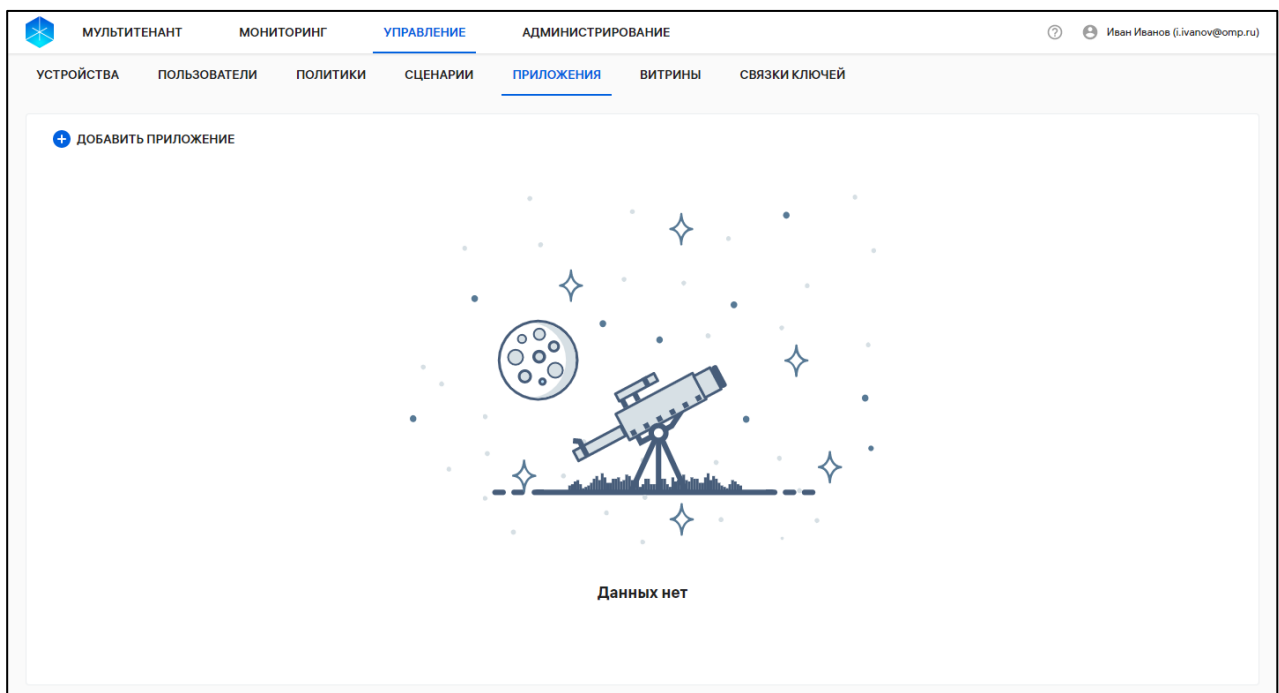 МУЛЬТИТЕНАНТ МОНИТОРИНГ УПРАВЛЕНИЕ АДМИНИСТРИРОВАНИЕ ? Иван Иванов (i.ivanov@omp.ru)
УСТРОЙСТВА ПОЛЬЗОВАТЕЛИ ПОЛИТИКИ СЦЕНАРИИ ПРИЛОЖЕНИЯ ВИТРИНЫ СВЯЗКИ КЛЮЧЕЙ
+ ДОБАВИТЬ ПРИЛОЖЕНИЕ
Данных нет